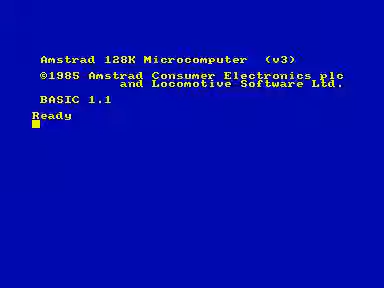 Amstrad 128K Microcomputer  (v3)
©1985 Amstrad Consumer Electronics plc
and Locomotive Software Ltd.
BASIC 1.1
Ready